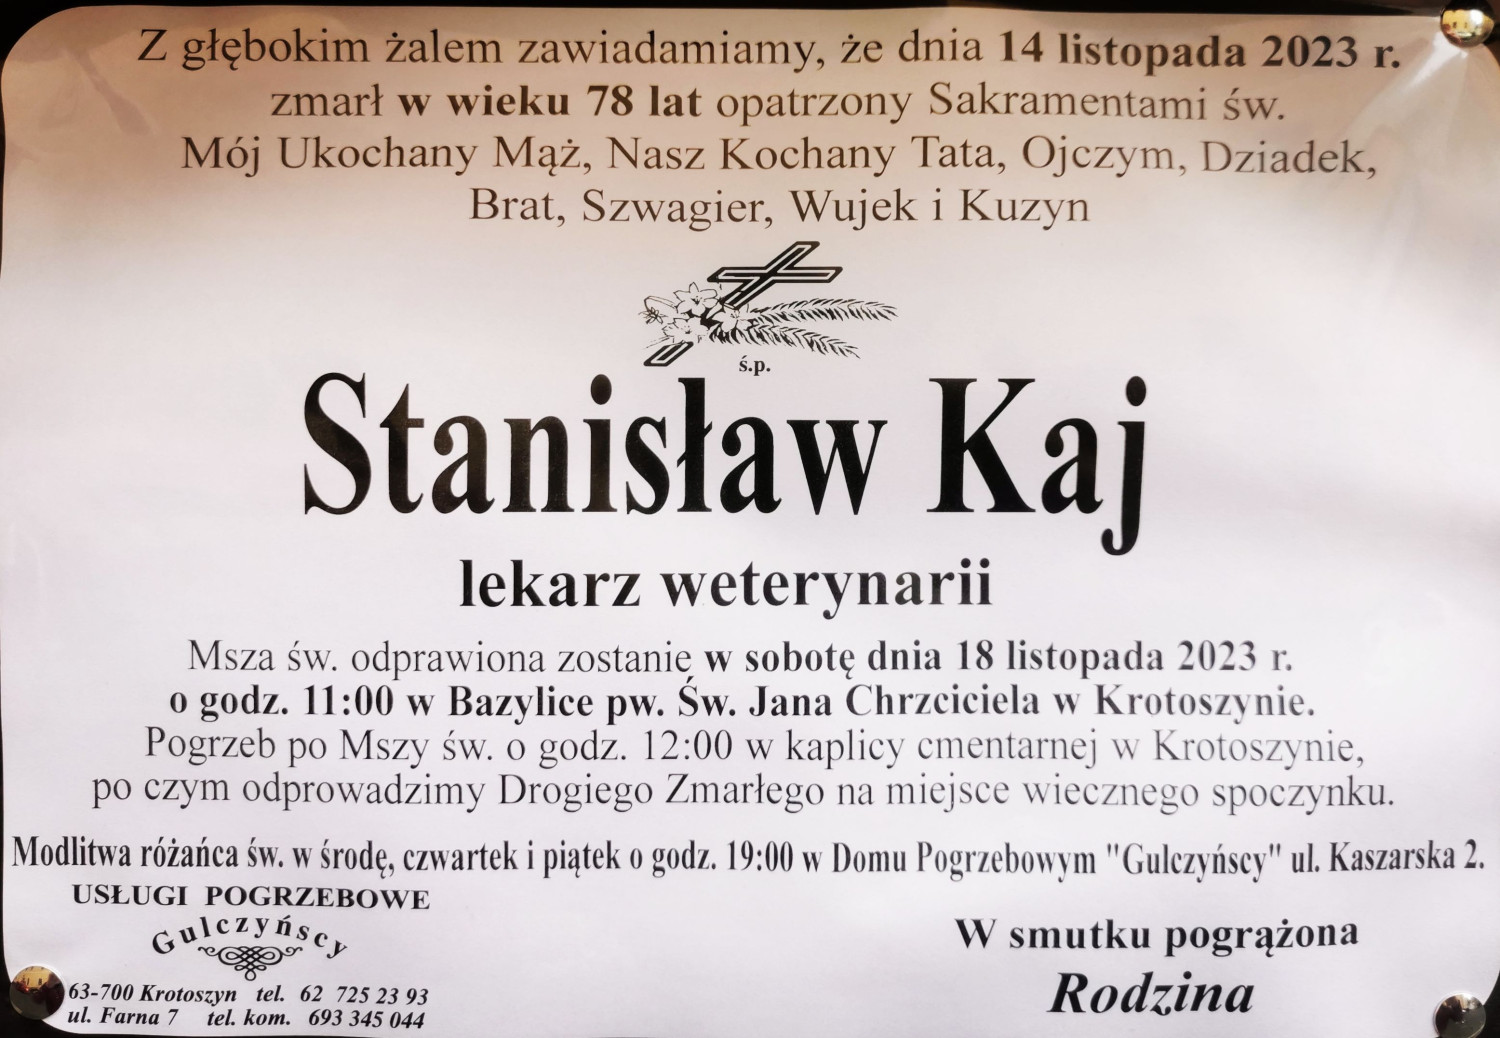 Z głębokim żalem zawiadamiamy, że dnia 14 listopada 2023 r.
zmarł w wieku 78 lat opatrzony Sakramentami św.
Mój Ukochany Mąż, Nasz Kochany Tata, Ojczym, Dziadek,
Brat, Szwagier, Wujek i Kuzyn
ś.p.
Stanisław Kaj
lekarz weterynarii
Msza św. odprawiona zostanie w sobotę dnia 18 listopada 2023 r.
o godz. 11:00 w Bazylice pw. Św. Jana Chrzciciela w Krotoszynie.
Pogrzeb po Mszy św. o godz. 12:00 w kaplicy cmentarnej w Krotoszynie,
po czym odprowadzimy Drogiego Zmarłego na miejsce wiecznego spoczynku.
Modlitwa różańca św. w środę, czwartek i piątek o godz. 19:00 w Domu Pogrzebowym "Gulczyńscy" ul. Kaszarska 2.
USŁUGI POGRZEBOWE
Gulczyńscy
63-700 Krotoszyn tel. 62 725 23 93
ul. Farna 7 tel. kom. 693 345 044
W smutku pogrążona
Rodzina